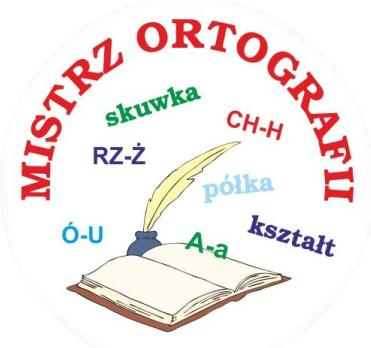 MISTRZ ORTOGRAFII
skuwka
CH-H
RZ-Ż
półka
Ó-U
A-a
kształt